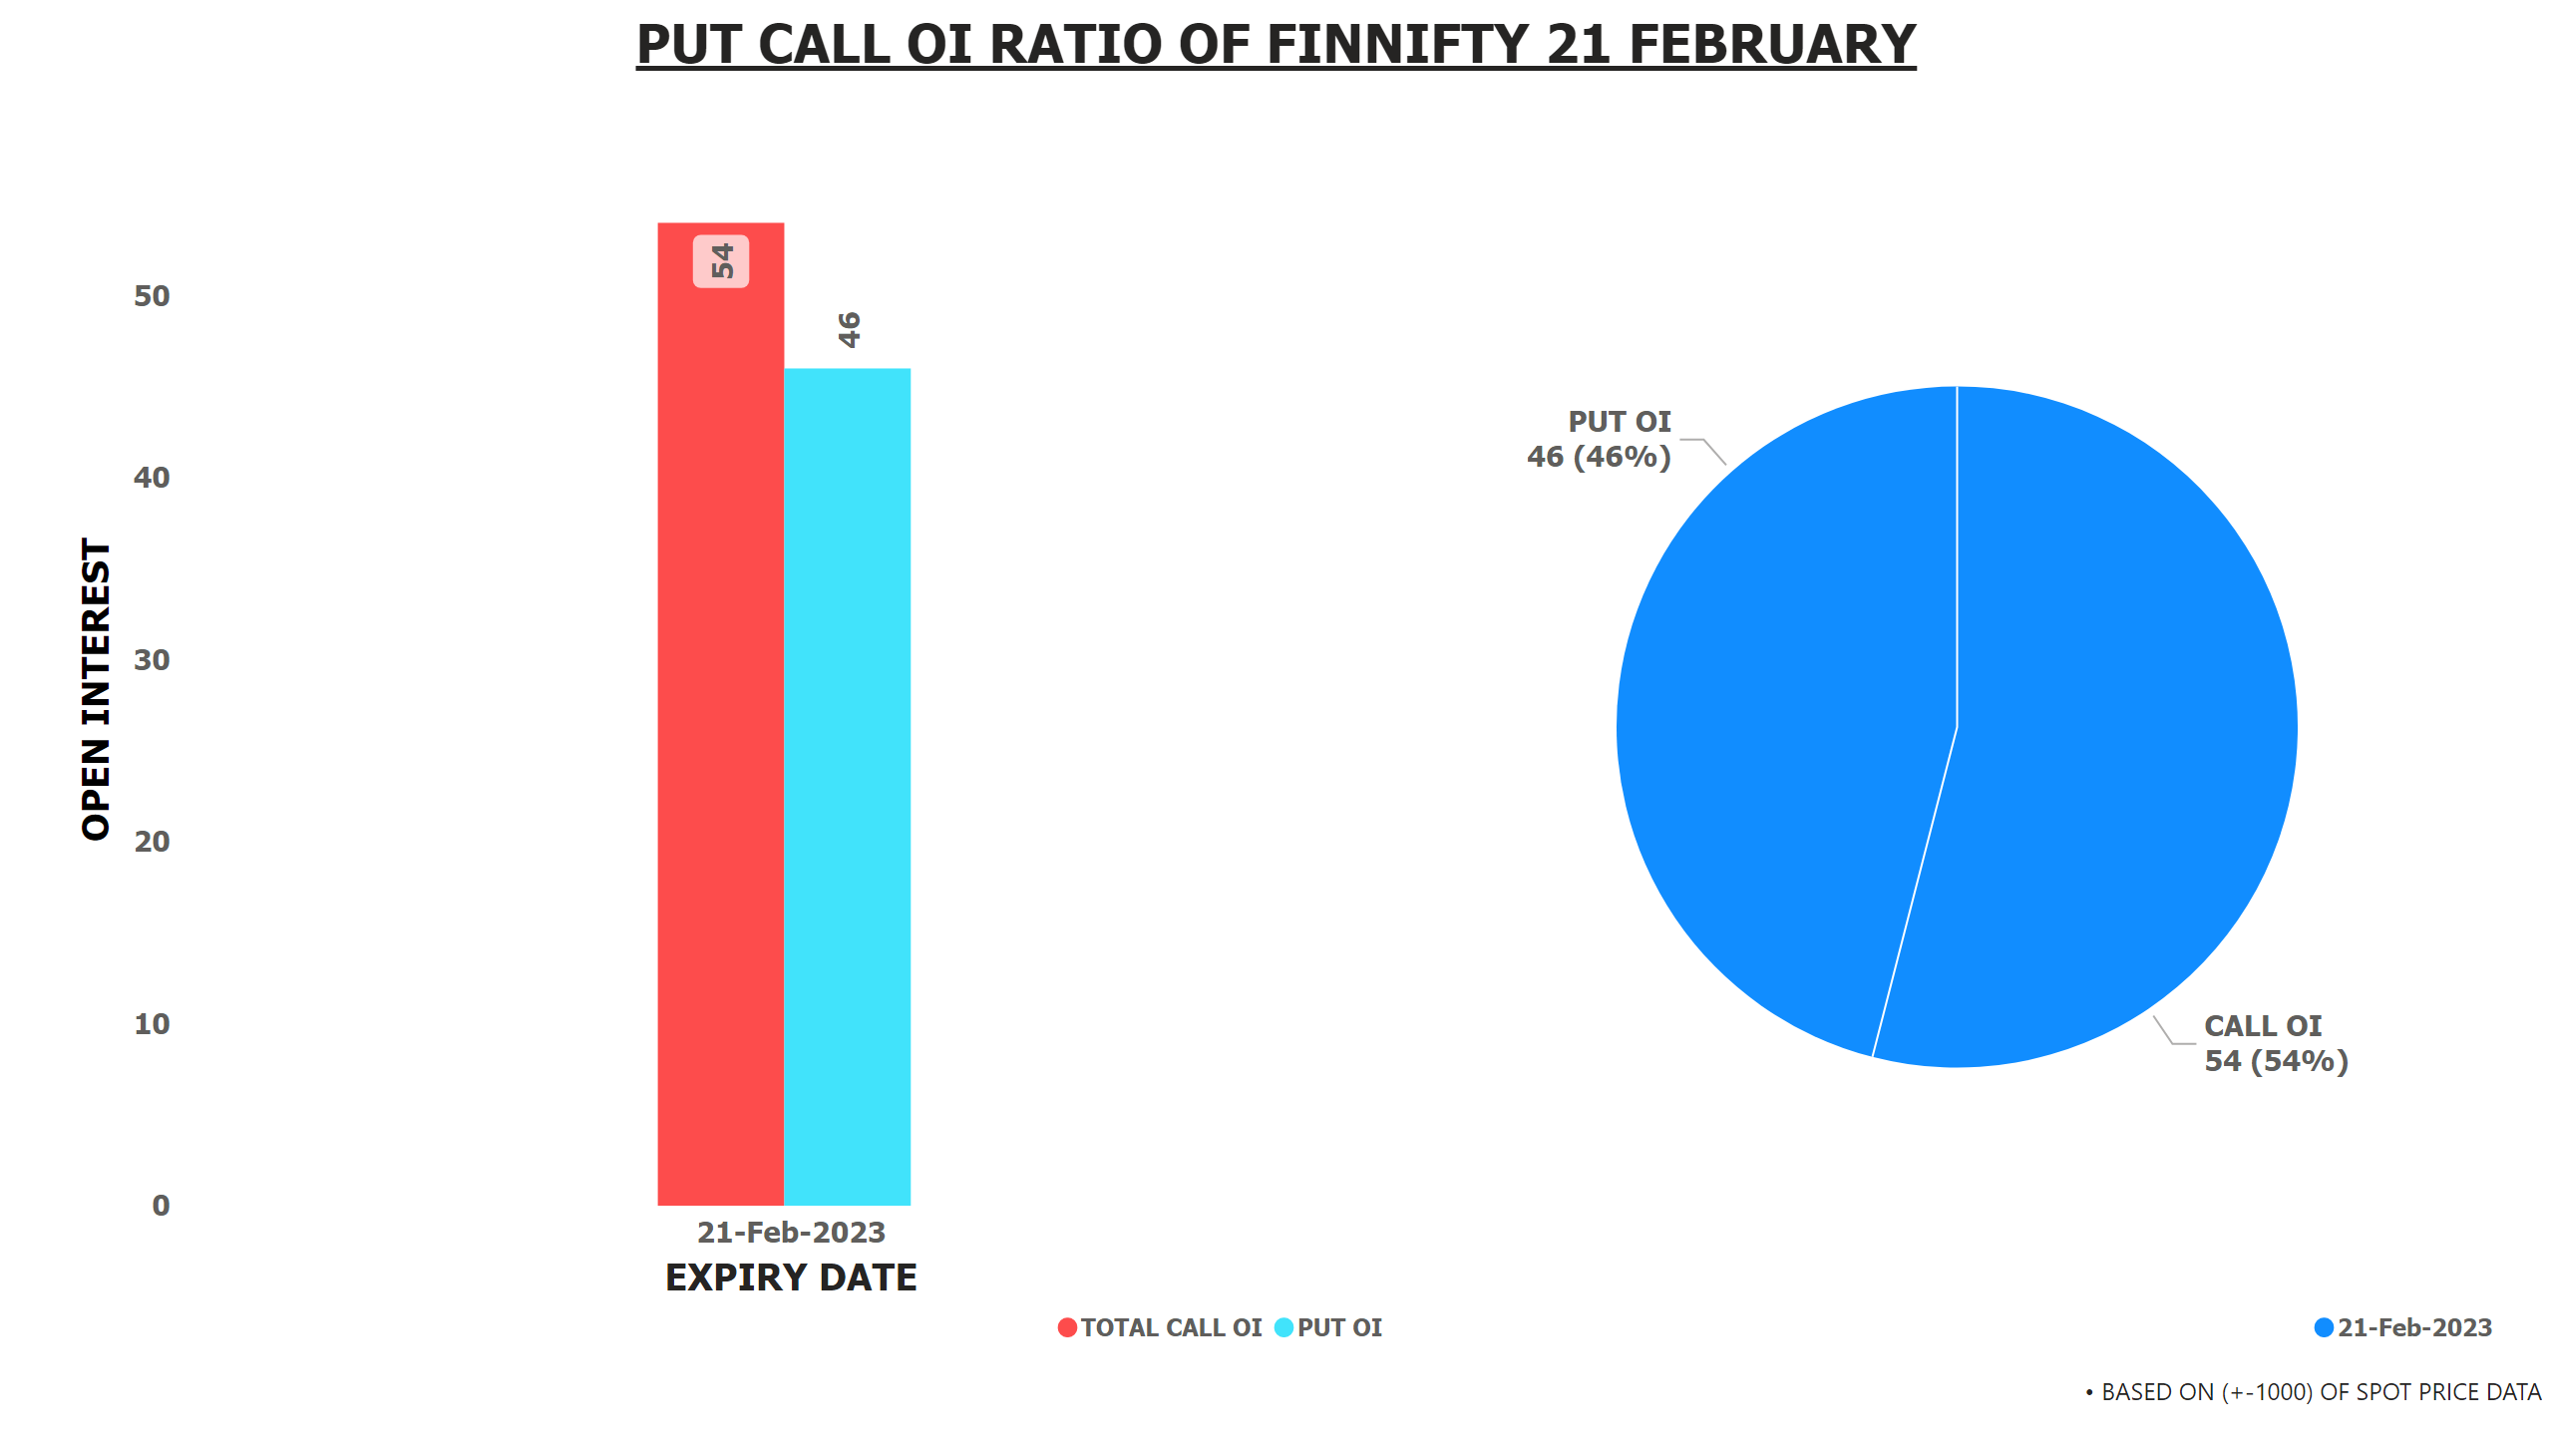 PUT CALL OI RATIO OF FINNIFTY 21 FEBRUARY
OPEN INTEREST
50
40
30
20
10
0
54
46
21-Feb-2023
EXPIRY DATE
TOTAL CALL OI
PUT OI
PUT OI
46 (46%)
CALL OI
54 (54%)
21-Feb-2023
• BASED ON (+-1000) OF SPOT PRICE DATA